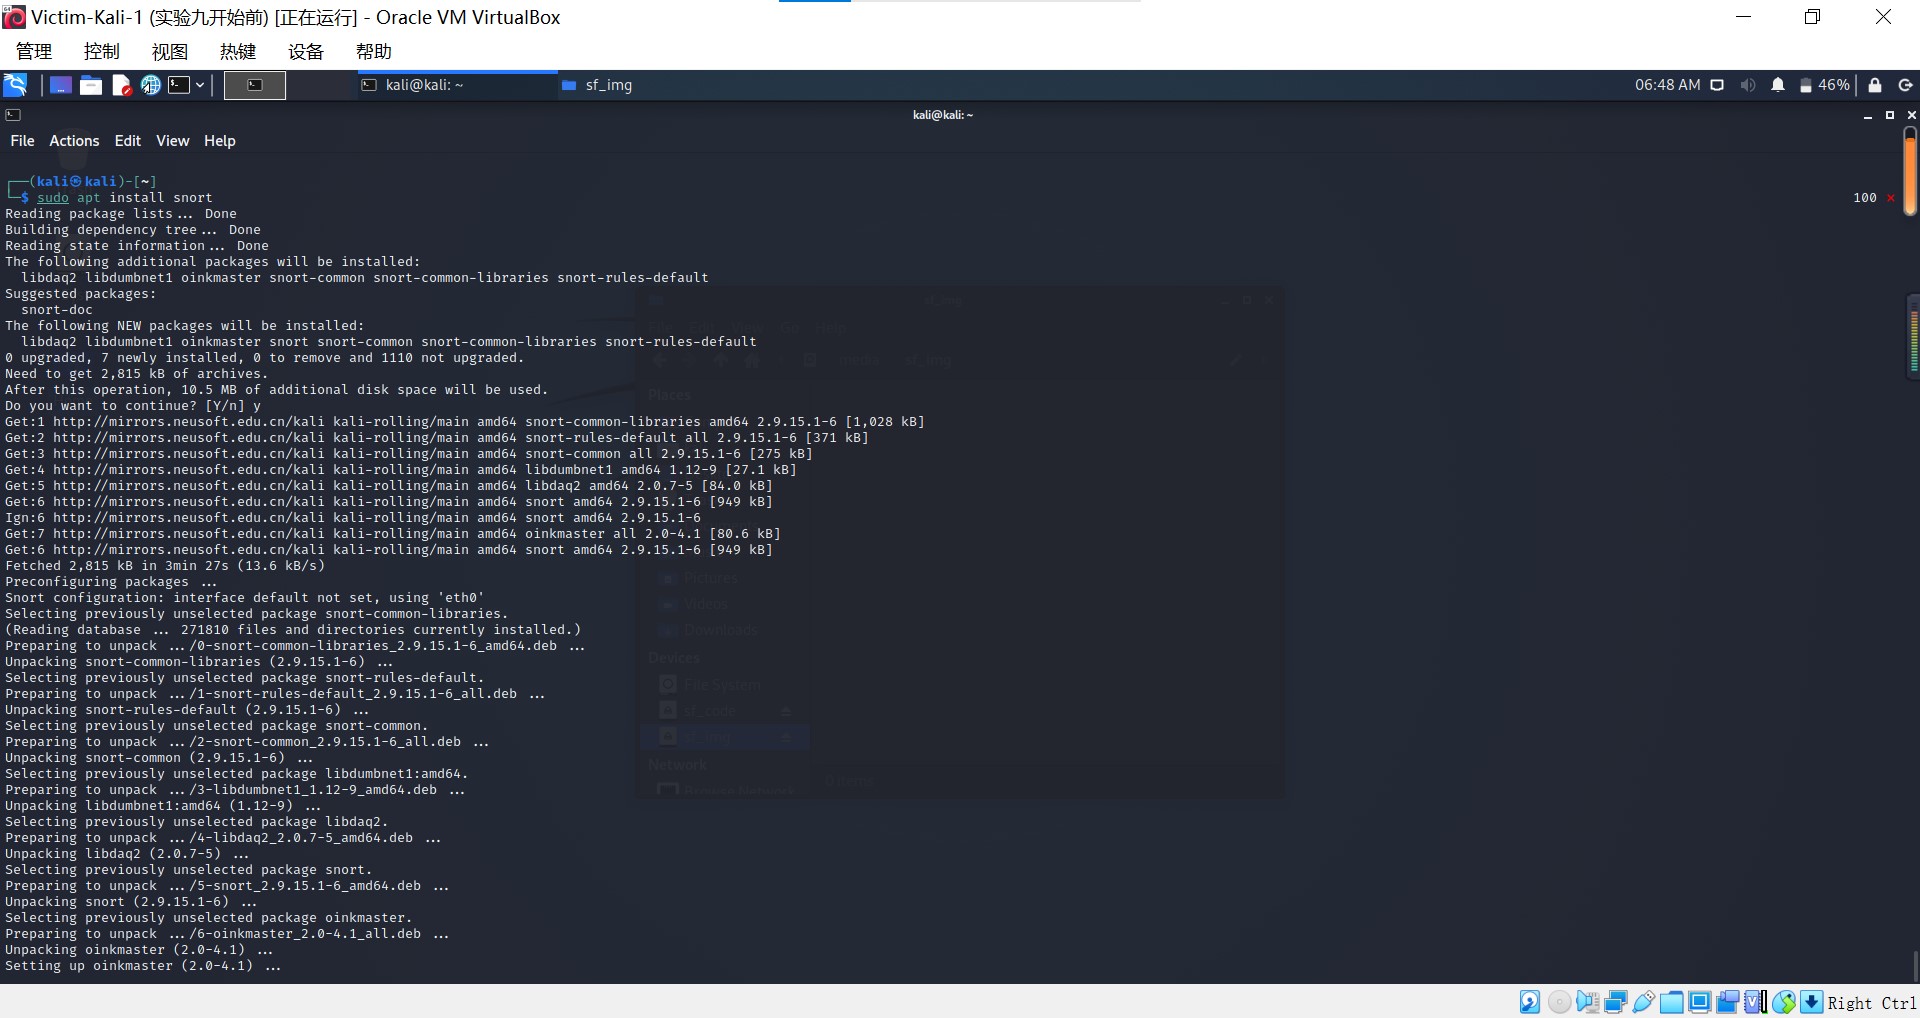 Victim-Kali-1 (实验九开始前) [正在运行] - Oracle VM VirtualBox
管理 控制 视图 热键 设备 帮助
kali@kali: ~ sf_img 06:48 AM 46%
kali@kali: ~
File Actions Edit View Help
┌──(kali㉿kali)-[~]
└─$ sudo apt install snort 100 ⨯
Reading package lists... Done
Building dependency tree... Done
Reading state information... Done
The following additional packages will be installed:
libdaq2 libdumbnet1 oinkmaster snort-common snort-common-libraries snort-rules-default
Suggested packages:
snort-doc
The following NEW packages will be installed:
libdaq2 libdumbnet1 oinkmaster snort snort-common snort-common-libraries snort-rules-default
0 upgraded, 7 newly installed, 0 to remove and 1110 not upgraded.
Need to get 2,815 kB of archives.
After this operation, 10.5 MB of additional disk space will be used.
Do you want to continue? [Y/n] y
Get:1 http://mirrors.neusoft.edu.cn/kali kali-rolling/main amd64 snort-common-libraries amd64 2.9.15.1-6 [1,028 kB]
Get:2 http://mirrors.neusoft.edu.cn/kali kali-rolling/main amd64 snort-rules-default all 2.9.15.1-6 [371 kB]
Get:3 http://mirrors.neusoft.edu.cn/kali kali-rolling/main amd64 snort-common all 2.9.15.1-6 [275 kB]
Get:4 http://mirrors.neusoft.edu.cn/kali kali-rolling/main amd64 libdumbnet1 amd64 1.12-9 [27.1 kB]
Get:5 http://mirrors.neusoft.edu.cn/kali kali-rolling/main amd64 libdaq2 amd64 2.0.7-5 [84.0 kB]
Get:6 http://mirrors.neusoft.edu.cn/kali kali-rolling/main amd64 snort amd64 2.9.15.1-6 [949 kB]
Ign:6 http://mirrors.neusoft.edu.cn/kali kali-rolling/main amd64 snort amd64 2.9.15.1-6
Get:7 http://mirrors.neusoft.edu.cn/kali kali-rolling/main amd64 oinkmaster all 2.0-4.1 [80.6 kB]
Get:6 http://mirrors.neusoft.edu.cn/kali kali-rolling/main amd64 snort amd64 2.9.15.1-6 [949 kB]
Fetched 2,815 kB in 3min 27s (13.6 kB/s)
Preconfiguring packages ...
Snort configuration: interface default not set, using 'eth0'
Selecting previously unselected package snort-common-libraries.
(Reading database ... 271810 files and directories currently installed.)
Preparing to unpack .../0-snort-common-libraries_2.9.15.1-6_amd64.deb ...
Unpacking snort-common-libraries (2.9.15.1-6) ...
Selecting previously unselected package snort-rules-default.
Preparing to unpack .../1-snort-rules-default_2.9.15.1-6_all.deb ...
Unpacking snort-rules-default (2.9.15.1-6) ...
Selecting previously unselected package snort-common.
Preparing to unpack .../2-snort-common_2.9.15.1-6_all.deb ...
Unpacking snort-common (2.9.15.1-6) ...
Selecting previously unselected package libdumbnet1:amd64.
Preparing to unpack .../3-libdumbnet1_1.12-9_amd64.deb ...
Unpacking libdumbnet1:amd64 (1.12-9) ...
Selecting previously unselected package libdaq2.
Preparing to unpack .../4-libdaq2_2.0.7-5_amd64.deb ...
Unpacking libdaq2 (2.0.7-5) ...
Selecting previously unselected package snort.
Preparing to unpack .../5-snort_2.9.15.1-6_amd64.deb ...
Unpacking snort (2.9.15.1-6) ...
Selecting previously unselected package oinkmaster.
Preparing to unpack .../6-oinkmaster_2.0-4.1_all.deb ...
Unpacking oinkmaster (2.0-4.1) ...
Setting up oinkmaster (2.0-4.1) ...
sf_img
Places
Pictures
Videos
Downloads
Devices
File System
sf_code
sf_img
Network
Browse Network
0 items
Right Ctrl